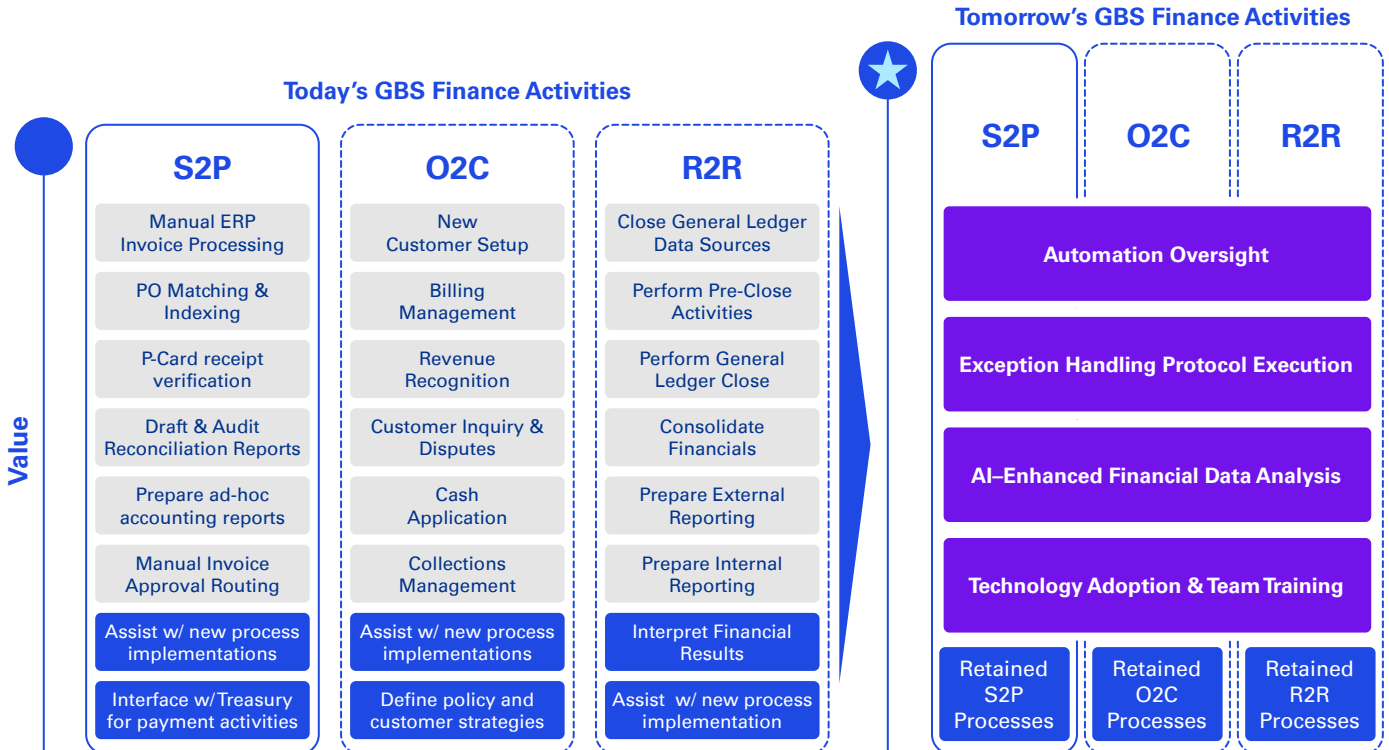 Tomorrow's GBS Finance Activities
Today's GBS Finance Activities
Value
S2P
Manual ERP
Invoice Processing
PO Matching &
Indexing
P-Card receipt
verification
Draft & Audit
Reconciliation Reports
Prepare ad-hoc
accounting reports
Manual Invoice
Approval Routing
Assist w/ new process
implementations
Interface w/Treasury
for payment activities
O2C
New
Customer Setup
Billing
Management
Revenue
Recognition
Customer Inquiry &
Disputes
Cash
Application
Collections
Management
Assist w/ new process
implementations
Define policy and
customer strategies
R2R
Close General Ledger
Data Sources
Perform Pre-Close
Activities
Perform General
Ledger Close
Consolidate
Financials
Prepare External
Reporting
Prepare Internal
Reporting
Interpret Financial
Results
Assist w/ new process
implementation
S2P
O2C
R2R
Automation Oversight
Exception Handling Protocol Execution
AI–Enhanced Financial Data Analysis
Technology Adoption & Team Training
Retained
S2P
Processes
Retained
O2C
Processes
Retained
R2R
Processes